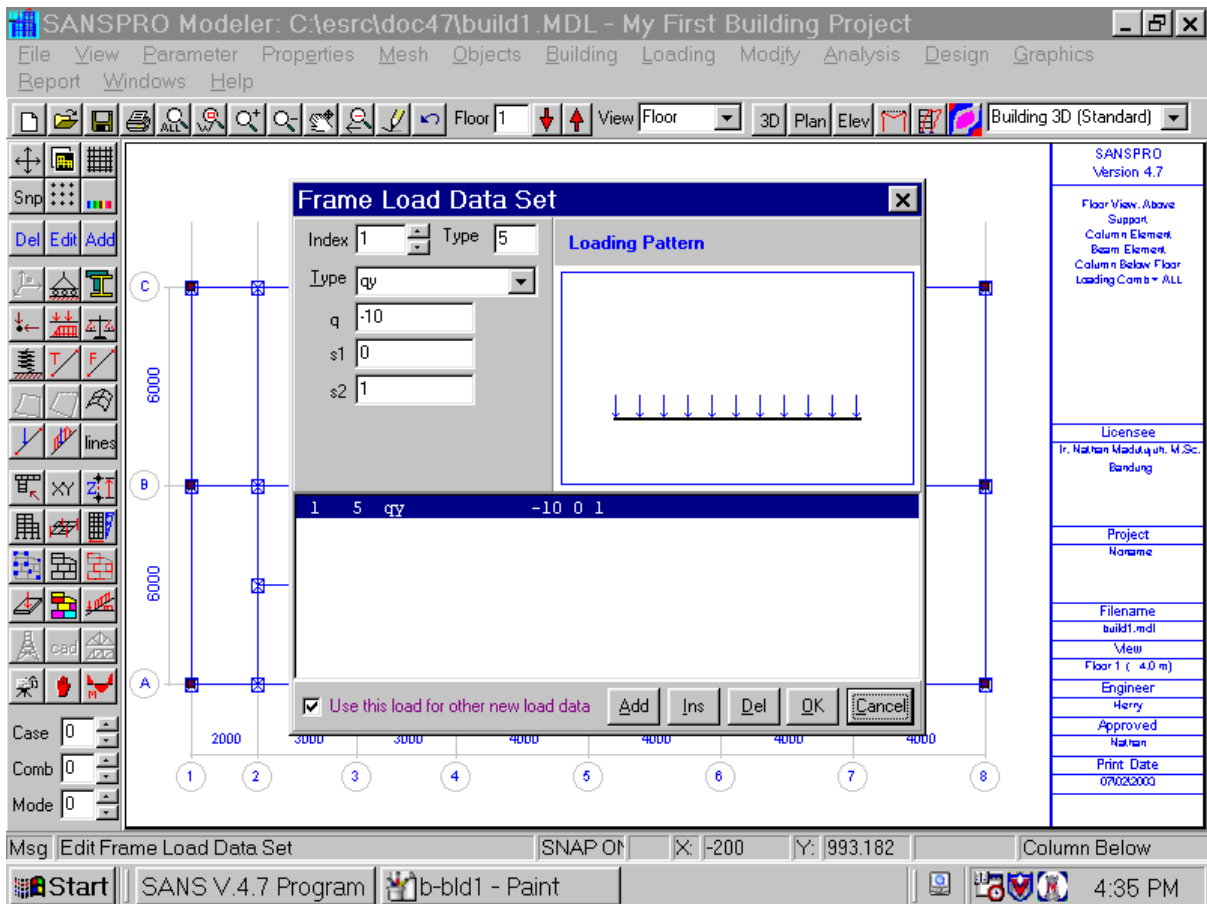 SANSPRO Modeler: C:\esrc\doc47\build1.MDL - My First Building Project
File View Parameter Properties Mesh Objects Building Loading Modify Analysis Design Graphics
Report Windows Help
ALL Floor 1 View Floor 3D Plan Elev Building 3D (Standard)
Snp
Del Edit Add
T F
lines
XY Z
cad
M
Case 0
Comb 0
Mode 0
C
B
A
6000
6000
2000 3000 3000 4000 4000 4000 4000
1 2 3 4 5 6 7 8
Frame Load Data Set
Index 1 Type 5
Type qy
q -10
s1 0
s2 1
Loading Pattern
1 5 qy -10 0 1
Use this load for other new load data Add Ins Del OK Cancel
SANSPRO
Version 4.7
Floor View. Above
Support
Column Element
Beam Element
Column Below Floor
Loading Comb = ALL
Licensee
Ir. Nathan Madutujuh. M.Sc.
Bandung
Project
Noname
Filename
build1.mdl
View
Floor 1 ( 4.0 m)
Engineer
Herry
Approved
Nathan
Print Date
Msg Edit Frame Load Data Set SNAP ON X: -200 Y: 993.182 Column Below
Start SANS V.4.7 Program b-bld1 - Paint 4:35 PM